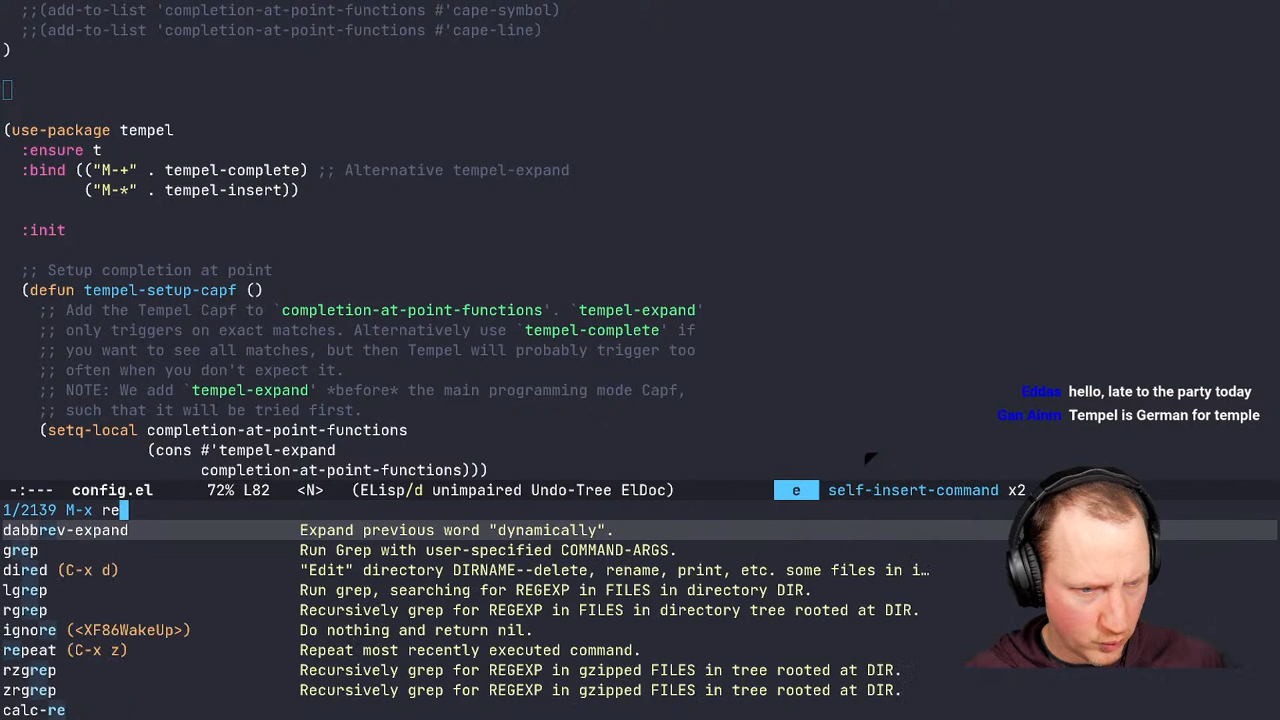 ;;(add-to-list 'completion-at-point-functions #'cape-symbol)
;;(add-to-list 'completion-at-point-functions #'cape-line)
)
(use-package tempel
:ensure t
:bind (("M-+" . tempel-complete) ;; Alternative tempel-expand
("M-*" . tempel-insert))
:init
;; Setup completion at point
(defun tempel-setup-capf ()
;; Add the Tempel Capf to `completion-at-point-functions'. `tempel-expand'
;; only triggers on exact matches. Alternatively use `tempel-complete' if
;; you want to see all matches, but then Tempel will probably trigger too
;; often when you don't expect it.
;; NOTE: We add `tempel-expand' *before* the main programming mode Capf,
;; such that it will be tried first.
(setq-local completion-at-point-functions
(cons #'tempel-expand
completion-at-point-functions)))
Eddas hello, late to the party today
Gan Ainm Tempel is German for temple
-:--- config.el 72% L82 <N> (ELisp/d unimpaired Undo-Tree ElDoc) e self-insert-command x2
1/2139 M-x re
dabbrev-expand Expand previous word "dynamically".
grep Run Grep with user-specified COMMAND-ARGS.
dired (C-x d) "Edit" directory DIRNAME--delete, rename, print, etc. some files in i…
lgrep Run grep, searching for REGEXP in FILES in directory DIR.
rgrep Recursively grep for REGEXP in FILES in directory tree rooted at DIR.
ignore (<XF86WakeUp>) Do nothing and return nil.
repeat (C-x z) Repeat most recently executed command.
rzgrep Recursively grep for REGEXP in gzipped FILES in tree rooted at DIR.
zrgrep Recursively grep for REGEXP in gzipped FILES in tree rooted at DIR.
calc-re